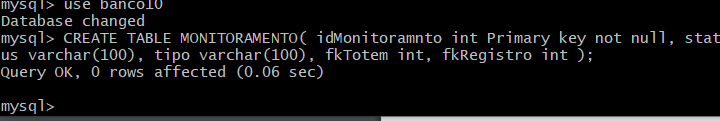 mysql> use banco10
Database changed
mysql> CREATE TABLE MONITORAMENTO( idMonitoramnto int Primary key not null, stat
us varchar(100), tipo varchar(100), fkTotem int, fkRegistro int );
Query OK, 0 rows affected (0.06 sec)
mysql>